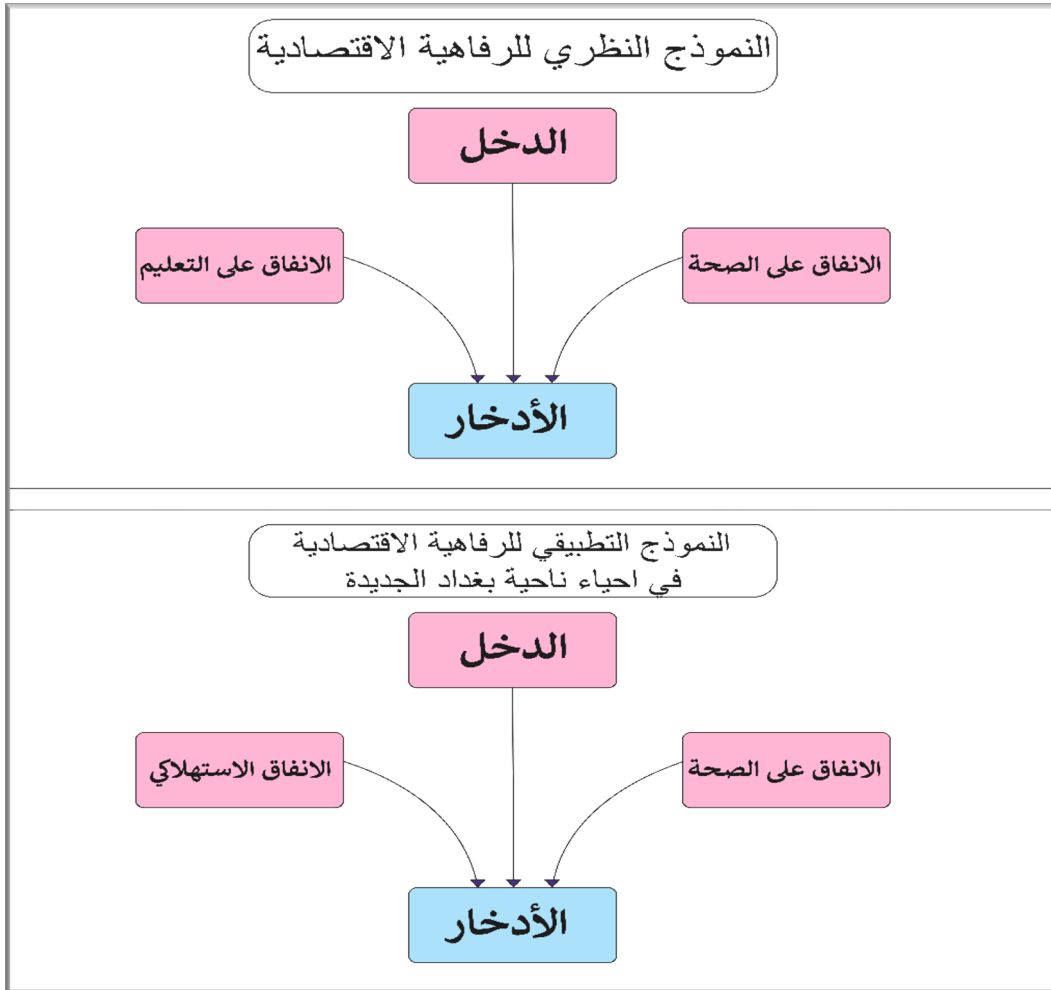 النموذج النظري للرفاهية الاقتصادية
الدخل
الانفاق على الصحة
الانفاق على التعليم
الأدخار
النموذج التطبيقي للرفاهية الاقتصادية
في احياء ناحية بغداد الجديدة
الدخل
الانفاق على الصحة
الانفاق الاستهلاكي
الأدخار